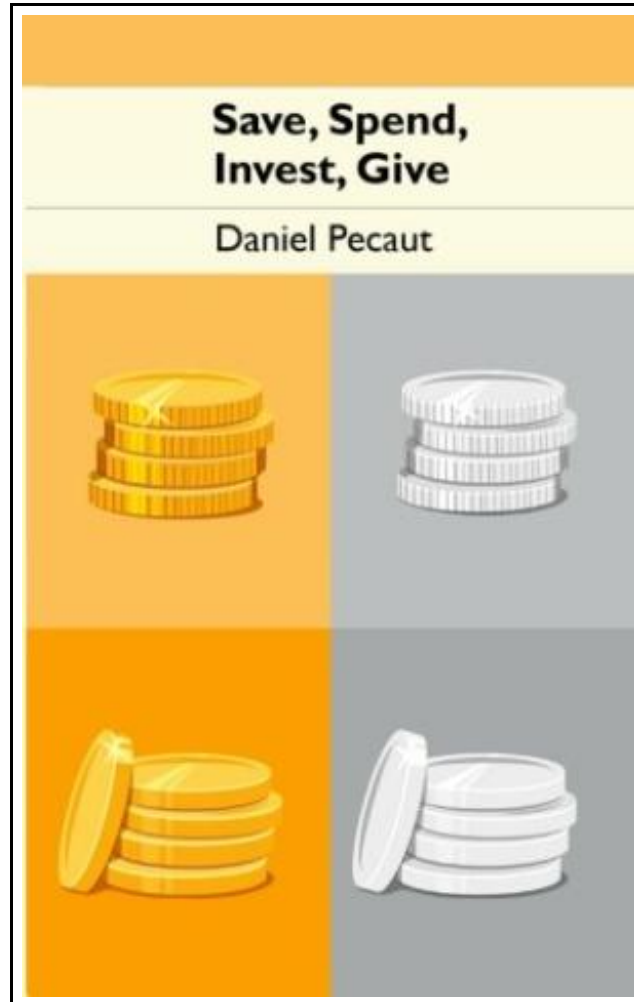 Save, Spend,
Invest, Give
Daniel Pecaut